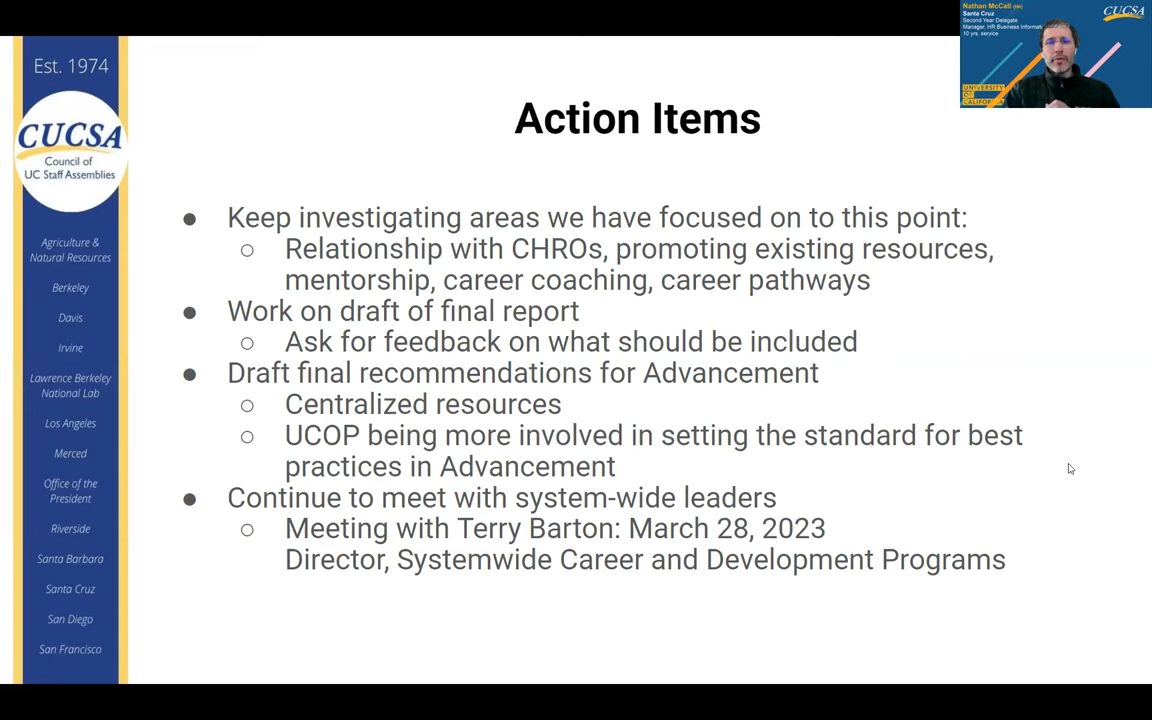 Nathan McCall (He)
Santa Cruz
Second Year Delegate
Manager, HR Business Informati
10 yrs. service
CUCSA
UNIVERSITY
OF
CALIFORNIA
Est. 1974
CUCSA
Council of
UC Staff Assemblies
Agriculture &
Natural Resources
Berkeley
Davis
Irvine
Lawrence Berkeley
National Lab
Los Angeles
Merced
Office of the
President
Riverside
Santa Barbara
Santa Cruz
San Diego
San Francisco
Action Items
● Keep investigating areas we have focused on to this point:
○ Relationship with CHROs, promoting existing resources,
mentorship, career coaching, career pathways
● Work on draft of final report
○ Ask for feedback on what should be included
● Draft final recommendations for Advancement
○ Centralized resources
○ UCOP being more involved in setting the standard for best
practices in Advancement
● Continue to meet with system-wide leaders
○ Meeting with Terry Barton: March 28, 2023
Director, Systemwide Career and Development Programs